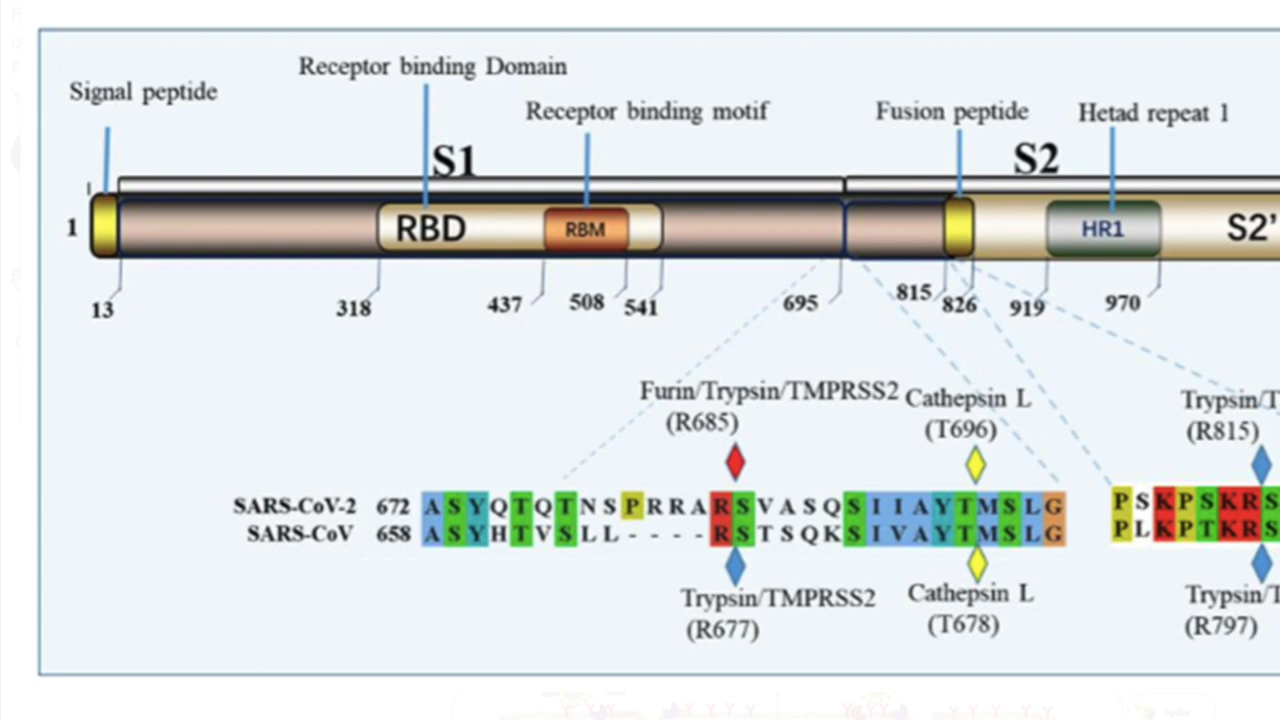 Signal peptide
Receptor binding Domain
Receptor binding motif
Fusion peptide
Hetad repeat 1
S1
S2
1
RBD
RBM
HR1
S2'
13
318
437
508
541
695
815
826
919
970
Furin/Trypsin/TMPRSS2
(R685)
Cathepsin L
(T696)
Trypsin/T
(R815)
SARS-CoV-2 672 A S Y Q T Q T N S P R R A R S V A S Q S I I A Y T M S L G
P S K P S K R S
SARS-CoV 658 A S Y H T V S L L - - - - R S T S Q K S I V A Y T M S L G
P L K P T K R S
Trypsin/TMPRSS2
(R677)
Cathepsin L
(T678)
Trypsin/T
(R797)